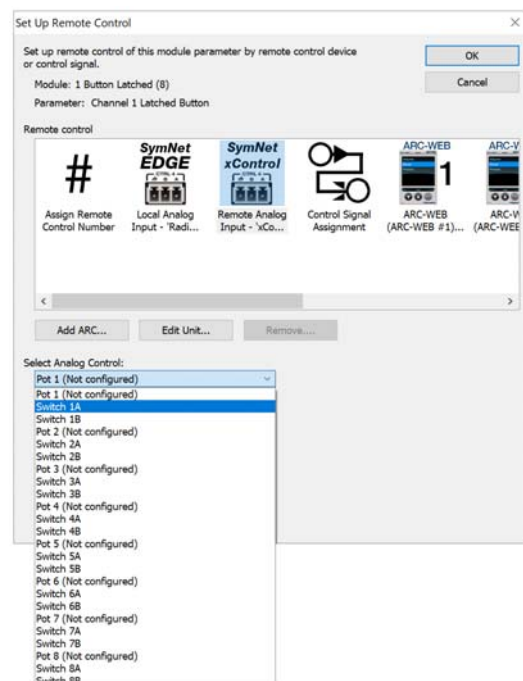 Set Up Remote Control
Set up remote control of this module parameter by remote control device
or control signal.
OK
Cancel
Module: 1 Button Latched (8)
Parameter: Channel 1 Latched Button
Remote control
#
Assign Remote
Control Number
SymNet
EDGE
Local Analog
Input - 'Radi...
SymNet
xControl
Remote Analog
Input - 'xCo...
Control Signal
Assignment
ARC-WEB
1
ARC-WEB
(ARC-WEB #1)...
ARC-W
ARC-W
(ARC-WEE
Add ARC...
Edit Unit...
Remove....
Select Analog Control:
Pot 1 (Not configured)
Pot 1 (Not configured)
Switch 1A
Switch 1B
Pot 2 (Not configured)
Switch 2A
Switch 2B
Pot 3 (Not configured)
Switch 3A
Switch 3B
Pot 4 (Not configured)
Switch 4A
Switch 4B
Pot 5 (Not configured)
Switch 5A
Switch 5B
Pot 6 (Not configured)
Switch 6A
Switch 6B
Pot 7 (Not configured)
Switch 7A
Switch 7B
Pot 8 (Not configured)
Switch 8A
Switch 8B